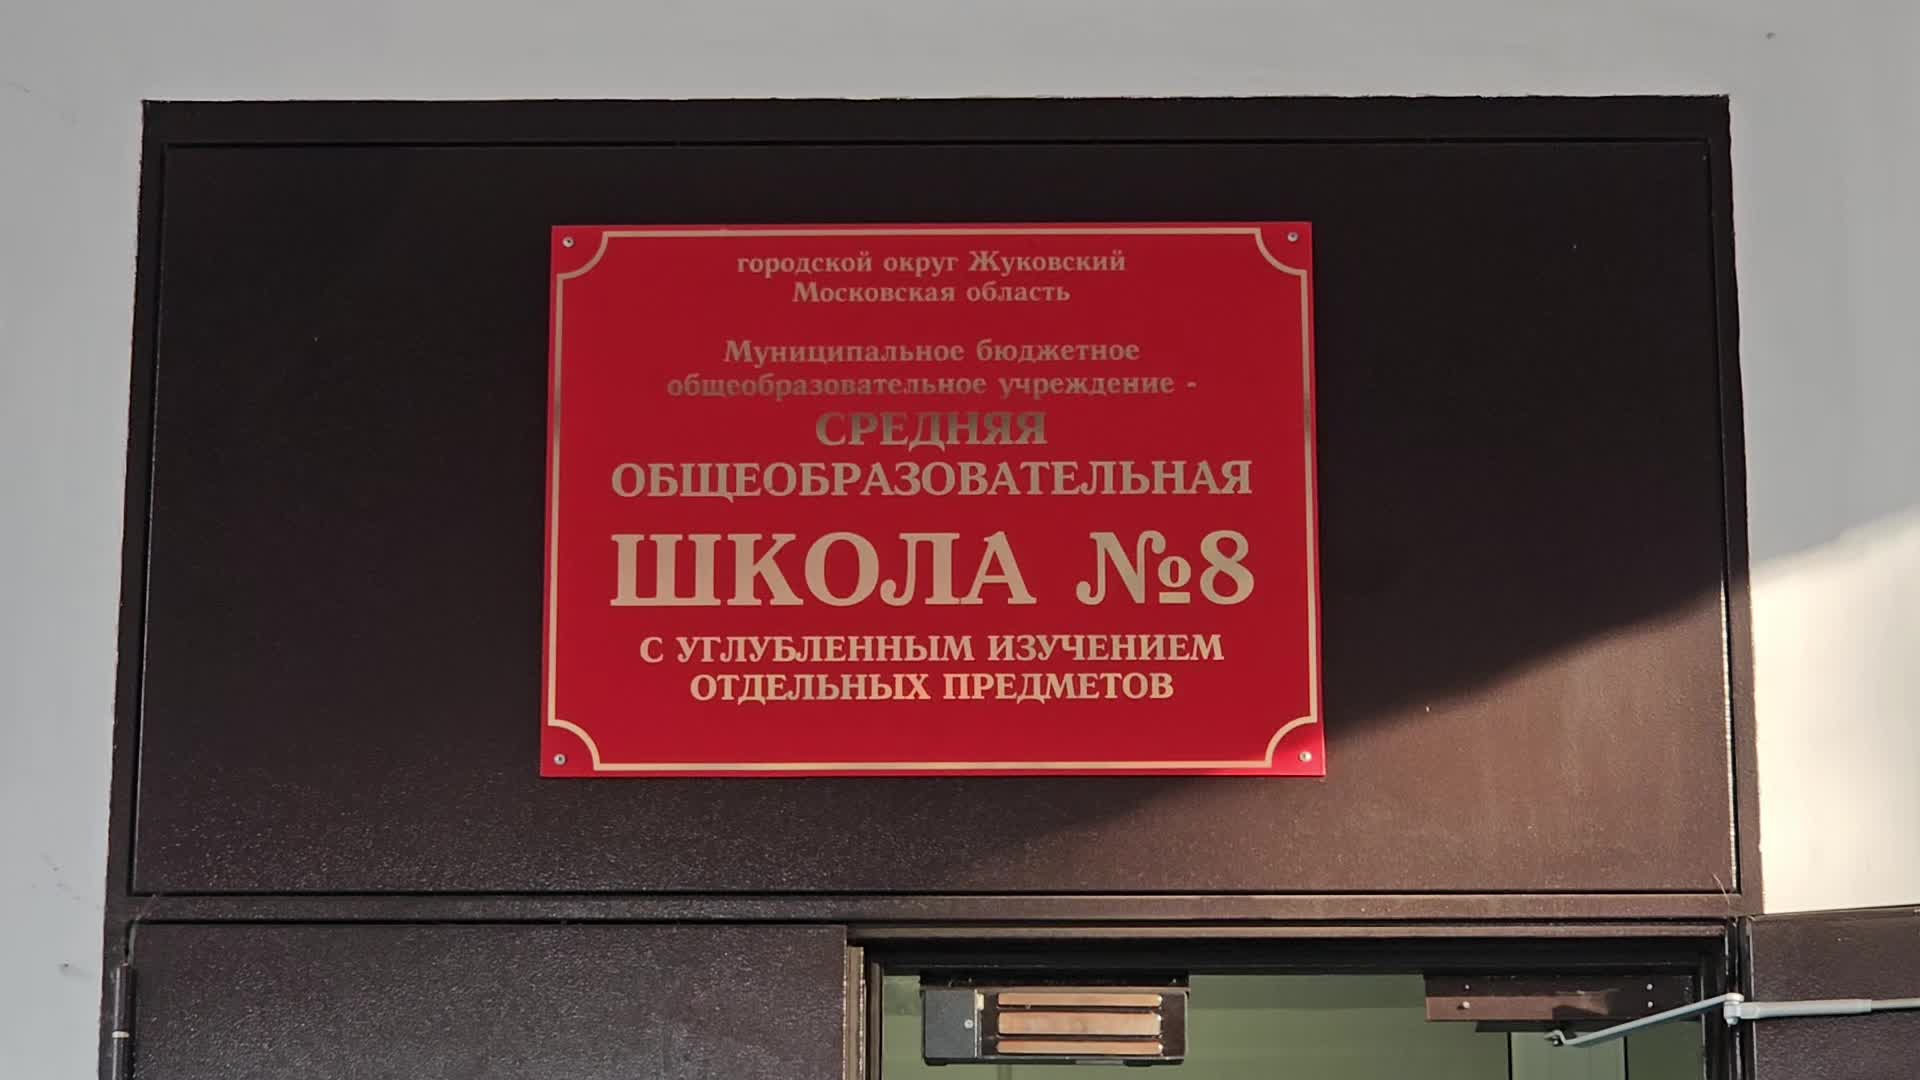 городской округ Жуковский
Московская область
Муниципальное бюджетное
общеобразовательное учреждение -
СРЕДНЯЯ
ОБЩЕОБРАЗОВАТЕЛЬНАЯ
ШКОЛА №8
С УГЛУБЛЕННЫМ ИЗУЧЕНИЕМ
ОТДЕЛЬНЫХ ПРЕДМЕТОВ